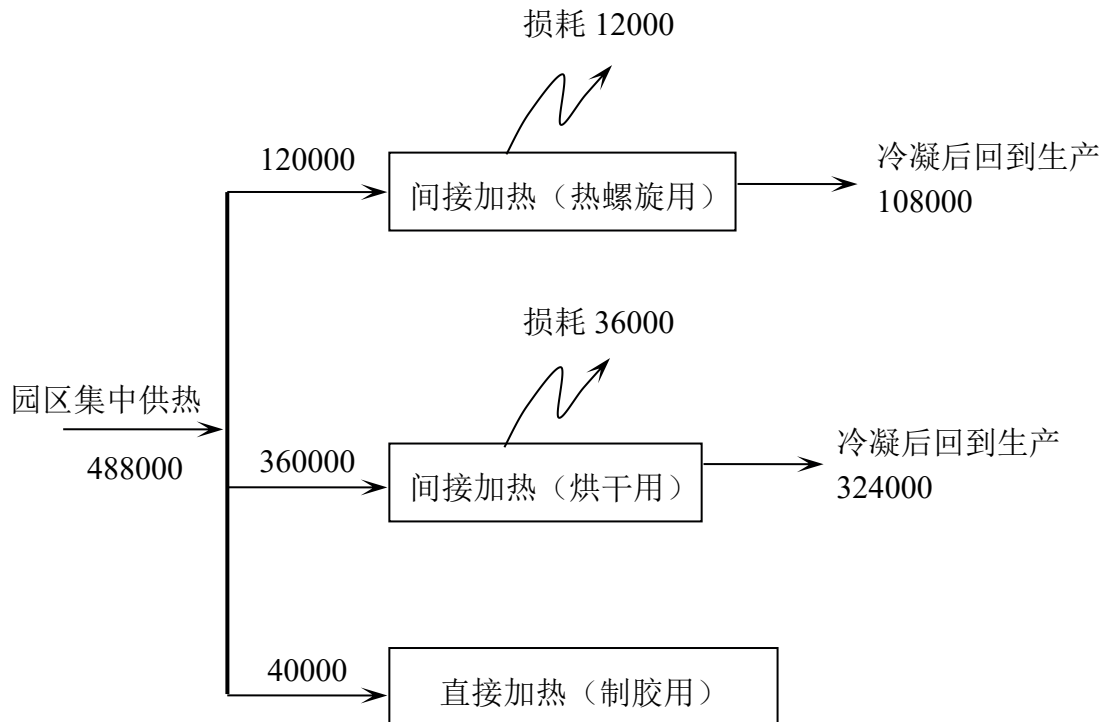 损耗 12000
120000
间接加热（热螺旋用）
冷凝后回到生产
108000
损耗 36000
园区集中供热
488000
360000
间接加热（烘干用）
冷凝后回到生产
324000
40000
直接加热（制胶用）